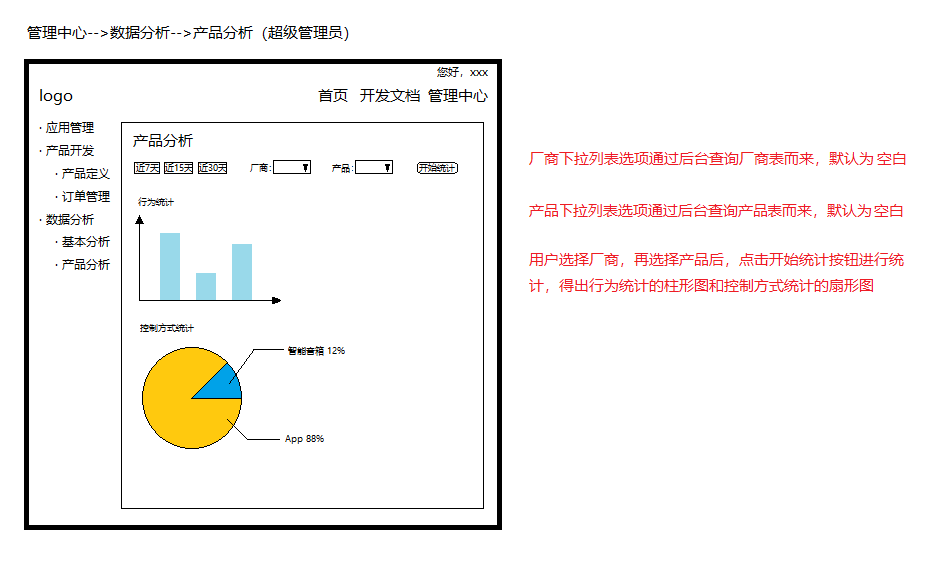 管理中心-->数据分析-->产品分析（超级管理员）
您好，xxx
logo
首页 开发文档 管理中心
· 应用管理
· 产品开发
· 产品定义
· 订单管理
· 数据分析
· 基本分析
· 产品分析
产品分析
近7天 近15天 近30天 厂商: 产品: 开始统计
行为统计
控制方式统计
智能音箱 12%
App 88%
厂商下拉列表选项通过后台查询厂商表而来，默认为 空白
产品下拉列表选项通过后台查询产品表而来，默认为 空白
用户选择厂商，再选择产品后，点击开始统计按钮进行统
计，得出行为统计的柱形图和控制方式统计的扇形图